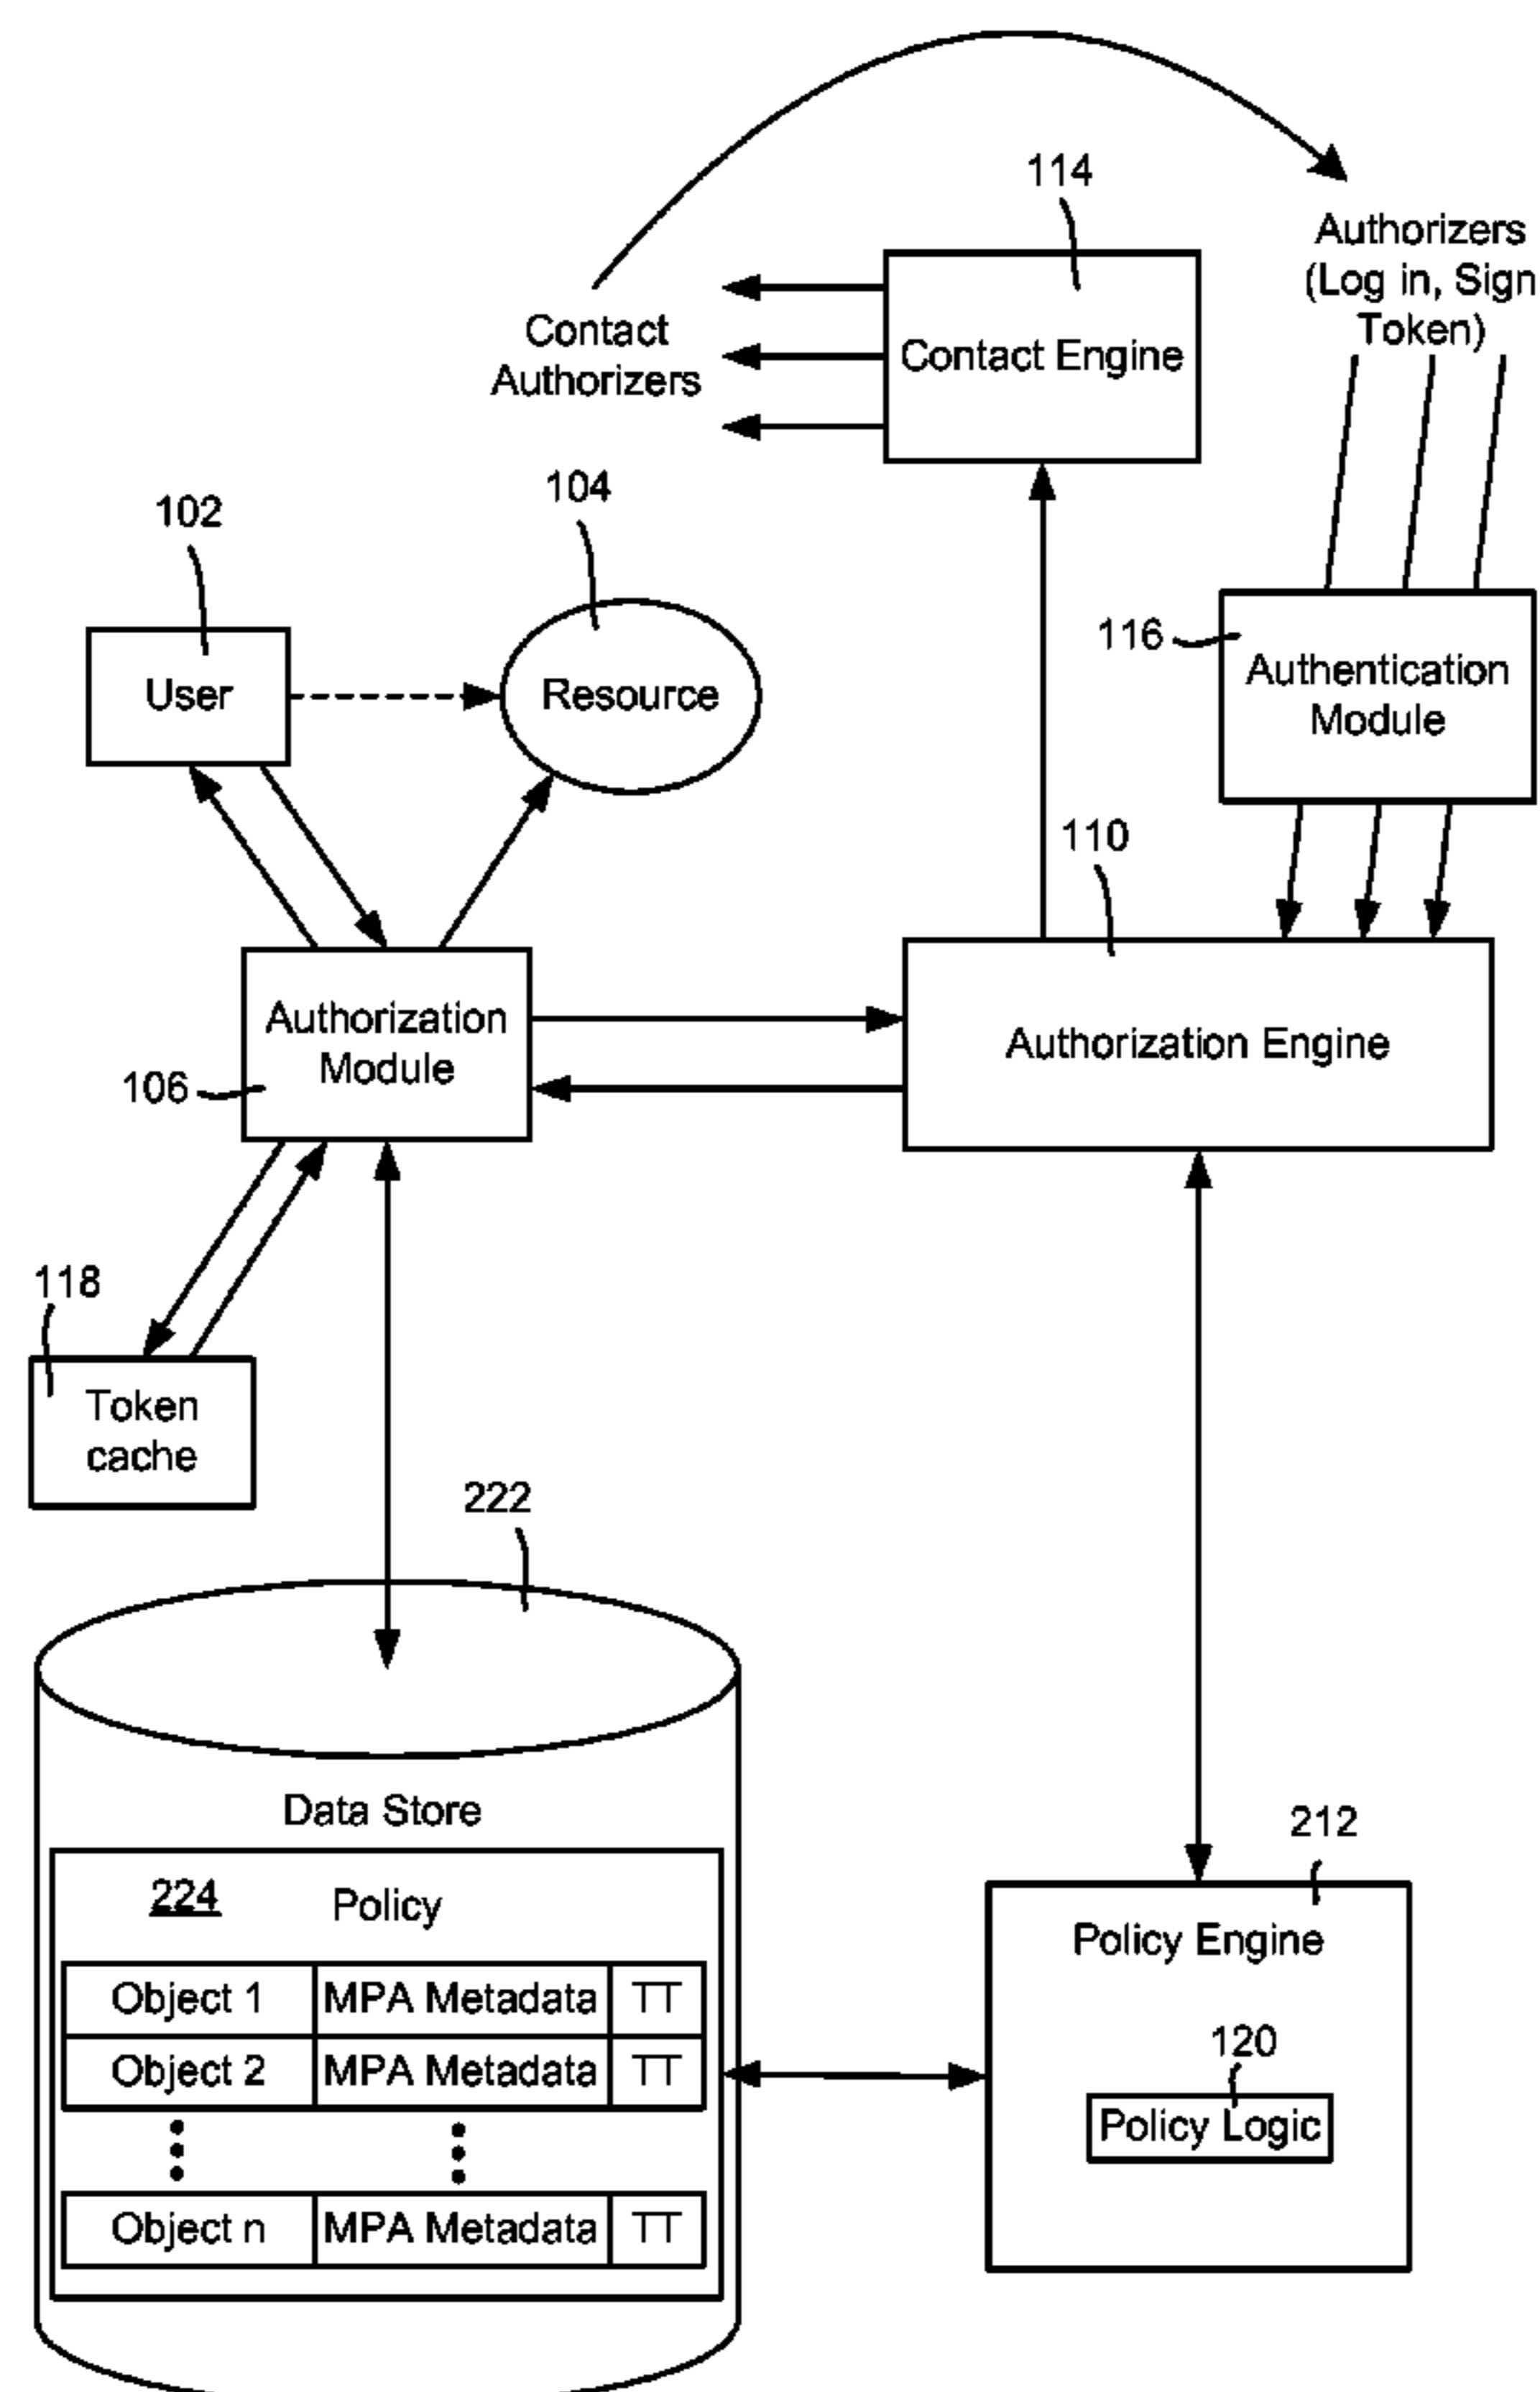 114
Authorizers
(Log in, Sign
Token)
Contact
Authorizers
Contact Engine
104
102
116
Authentication
Module
User
Resource
110
Authorization
Module
Authorization Engine
106
118
Token
cache
222
Data Store
212
224
Policy
Policy Engine
Object 1 MPA Metadata TT
Object 2 MPA Metadata TT
120
Policy Logic
Object n MPA Metadata TT